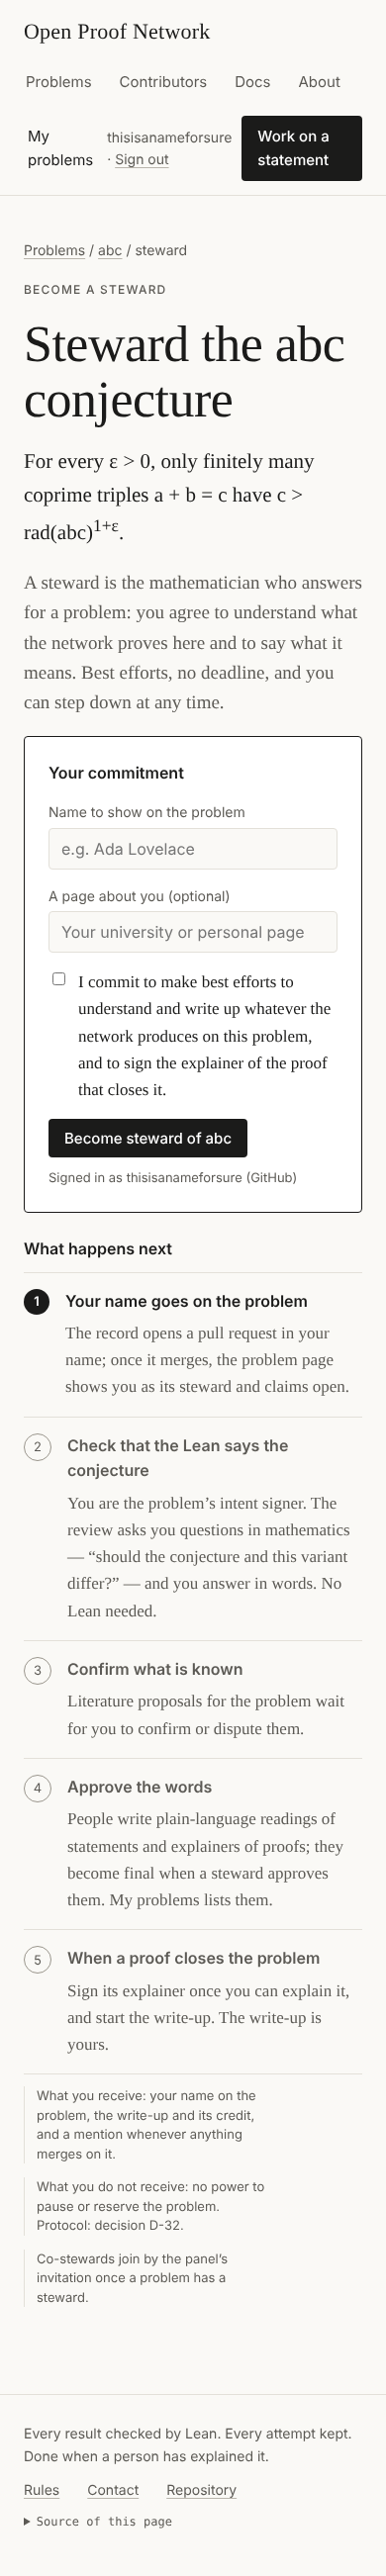 Open Proof Network
Problems Contributors Docs About
My problems
thisisanameforsure · Sign out
Work on a statement
Problems / abc / steward
BECOME A STEWARD
Steward the abc
conjecture
For every ε > 0, only finitely many
coprime triples a + b = c have c >
rad(abc)^{1+ε}.
A steward is the mathematician who answers
for a problem: you agree to understand what
the network proves here and to say what it
means. Best efforts, no deadline, and you
can step down at any time.
Your commitment
Name to show on the problem
e.g. Ada Lovelace
A page about you (optional)
Your university or personal page
I commit to make best efforts to
understand and write up whatever the
network produces on this problem,
and to sign the explainer of the proof
that closes it.
Become steward of abc
Signed in as thisisanameforsure (GitHub)
What happens next
1 Your name goes on the problem
The record opens a pull request in your
name; once it merges, the problem page
shows you as its steward and claims open.
2 Check that the Lean says the
conjecture
You are the problem’s intent signer. The
review asks you questions in mathematics
— “should the conjecture and this variant
differ?” — and you answer in words. No
Lean needed.
3 Confirm what is known
Literature proposals for the problem wait
for you to confirm or dispute them.
4 Approve the words
People write plain-language readings of
statements and explainers of proofs; they
become final when a steward approves
them. My problems lists them.
5 When a proof closes the problem
Sign its explainer once you can explain it,
and start the write-up. The write-up is
yours.
What you receive: your name on the
problem, the write-up and its credit,
and a mention whenever anything
merges on it.
What you do not receive: no power to
pause or reserve the problem.
Protocol: decision D-32.
Co-stewards join by the panel’s
invitation once a problem has a
steward.
Every result checked by Lean. Every attempt kept.
Done when a person has explained it.
Rules Contact Repository
▶ Source of this page